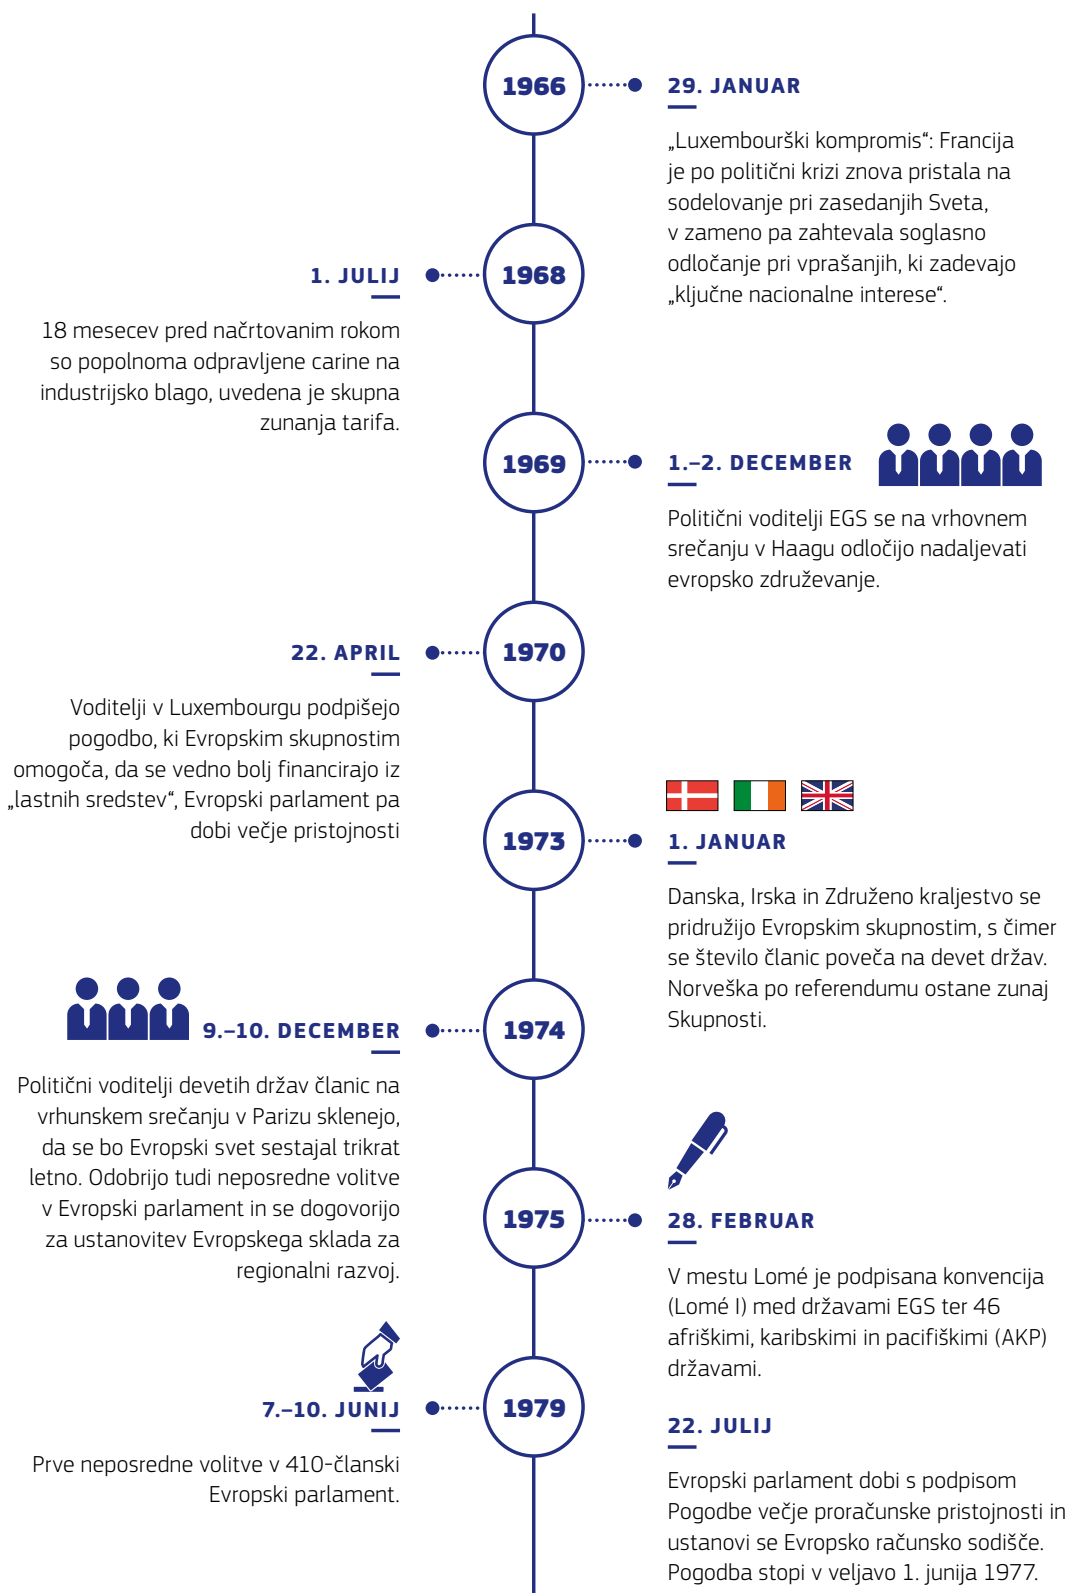 1966
29. JANUAR
„Luxembourški kompromis“: Francija
je po politični krizi znova pristala na
sodelovanje pri zasedanjih Sveta,
v zameno pa zahtevala soglasno
odločanje pri vprašanjih, ki zadevajo
„ključne nacionalne interese“.
1968
1. JULIJ
18 mesecev pred načrtovanim rokom
so popolnoma odpravljene carine na
industrijsko blago, uvedena je skupna
zunanja tarifa.
1969
1.–2. DECEMBER
Politični voditelji EGS se na vrhovnem
srečanju v Haagu odločijo nadaljevati
evropsko združevanje.
1970
22. APRIL
Voditelji v Luxembourgu podpišejo
pogodbo, ki Evropskim skupnostim
omogoča, da se vedno bolj financirajo iz
„lastnih sredstev“, Evropski parlament pa
dobi večje pristojnosti
1973
1. JANUAR
Danska, Irska in Združeno kraljestvo se
pridružijo Evropskim skupnostim, s čimer
se število članic poveča na devet držav.
Norveška po referendumu ostane zunaj
Skupnosti.
1974
9.–10. DECEMBER
Politični voditelji devetih držav članic na
vrhunskem srečanju v Parizu sklenejo,
da se bo Evropski svet sestajal trikrat
letno. Odobrijo tudi neposredne volitve
v Evropski parlament in se dogovorijo
za ustanovitev Evropskega sklada za
regionalni razvoj.
1975
28. FEBRUAR
V mestu Lomé je podpisana konvencija
(Lomé I) med državami EGS ter 46
afriškimi, karibskimi in pacifiškimi (AKP)
državami.
22. JULIJ
Evropski parlament dobi s podpisom
Pogodbe večje proračunske pristojnosti in
ustanovi se Evropsko računsko sodišče.
Pogodba stopi v veljavo 1. junija 1977.
1979
7.–10. JUNIJ
Prve neposredne volitve v 410-članski
Evropski parlament.